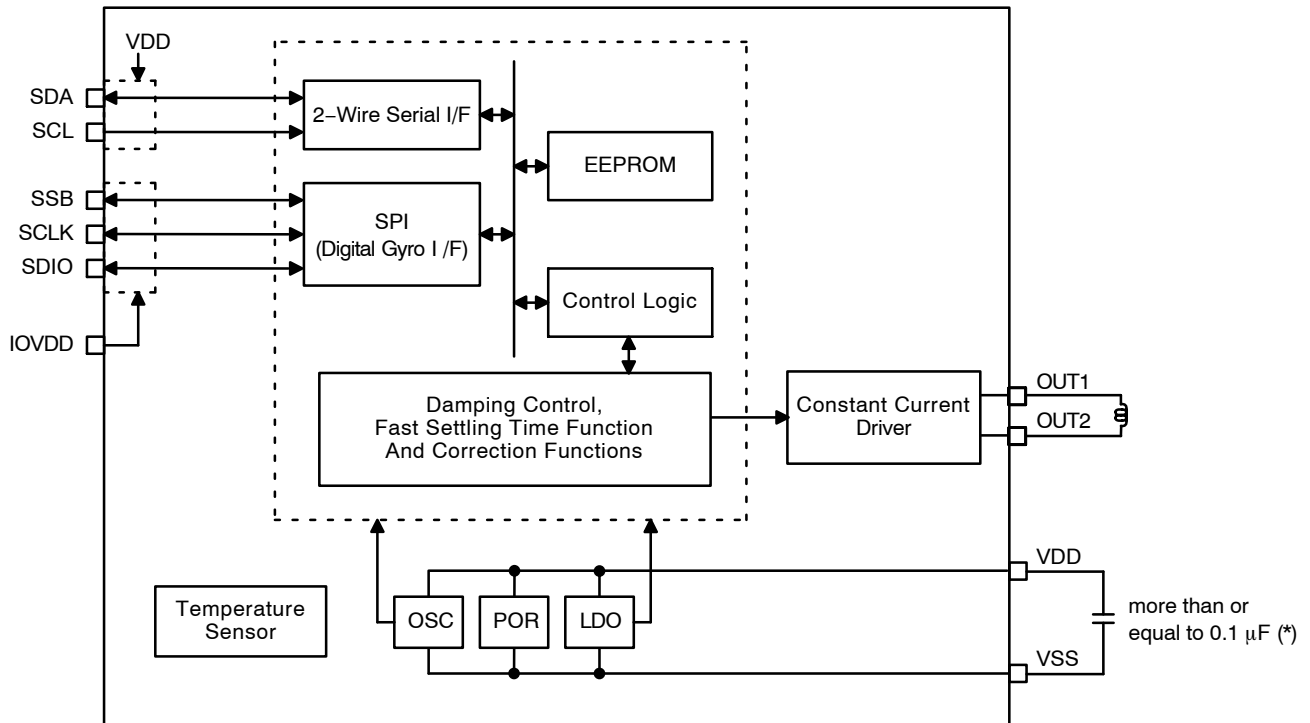 VDD
SDA
SCL
2−Wire Serial I/F
EEPROM
SSB
SCLK
SDIO
SPI
(Digital Gyro I /F)
Control Logic
IOVDD
Damping Control,
Fast Settling Time Function
And Correction Functions
Constant Current
Driver
OUT1
OUT2
VDD
Temperature
Sensor
OSC
POR
LDO
more than or
equal to 0.1 μF (*)
VSS